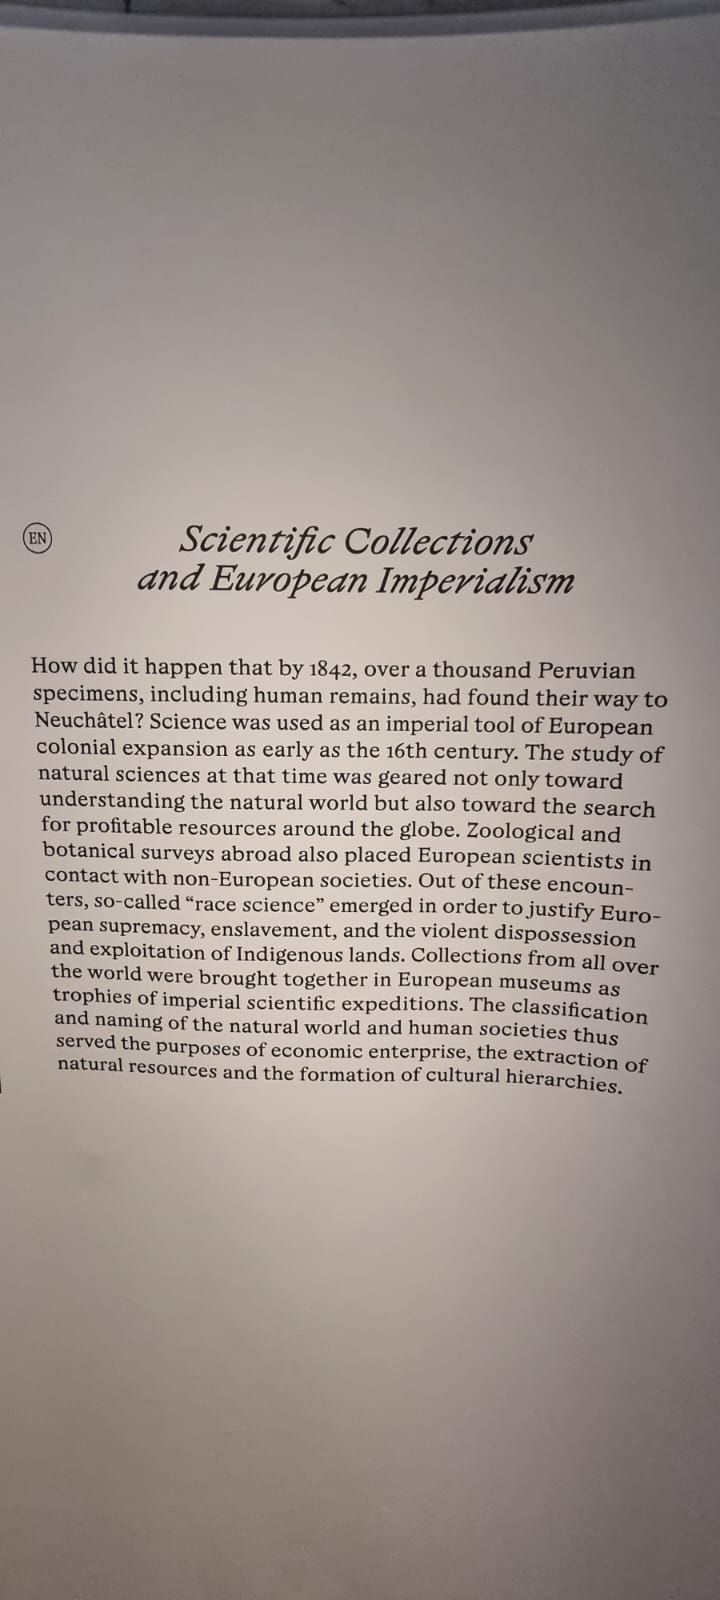 EN
Scientific Collections
and European Imperialism
How did it happen that by 1842, over a thousand Peruvian
specimens, including human remains, had found their way to
Neuchâtel? Science was used as an imperial tool of European
colonial expansion as early as the 16th century. The study of
natural sciences at that time was geared not only toward
understanding the natural world but also toward the search
for profitable resources around the globe. Zoological and
botanical surveys abroad also placed European scientists in
contact with non-European societies. Out of these encoun-
ters, so-called “race science” emerged in order to justify Euro-
pean supremacy, enslavement, and the violent dispossession
and exploitation of Indigenous lands. Collections from all over
the world were brought together in European museums as
trophies of imperial scientific expeditions. The classification
and naming of the natural world and human societies thus
served the purposes of economic enterprise, the extraction of
natural resources and the formation of cultural hierarchies.